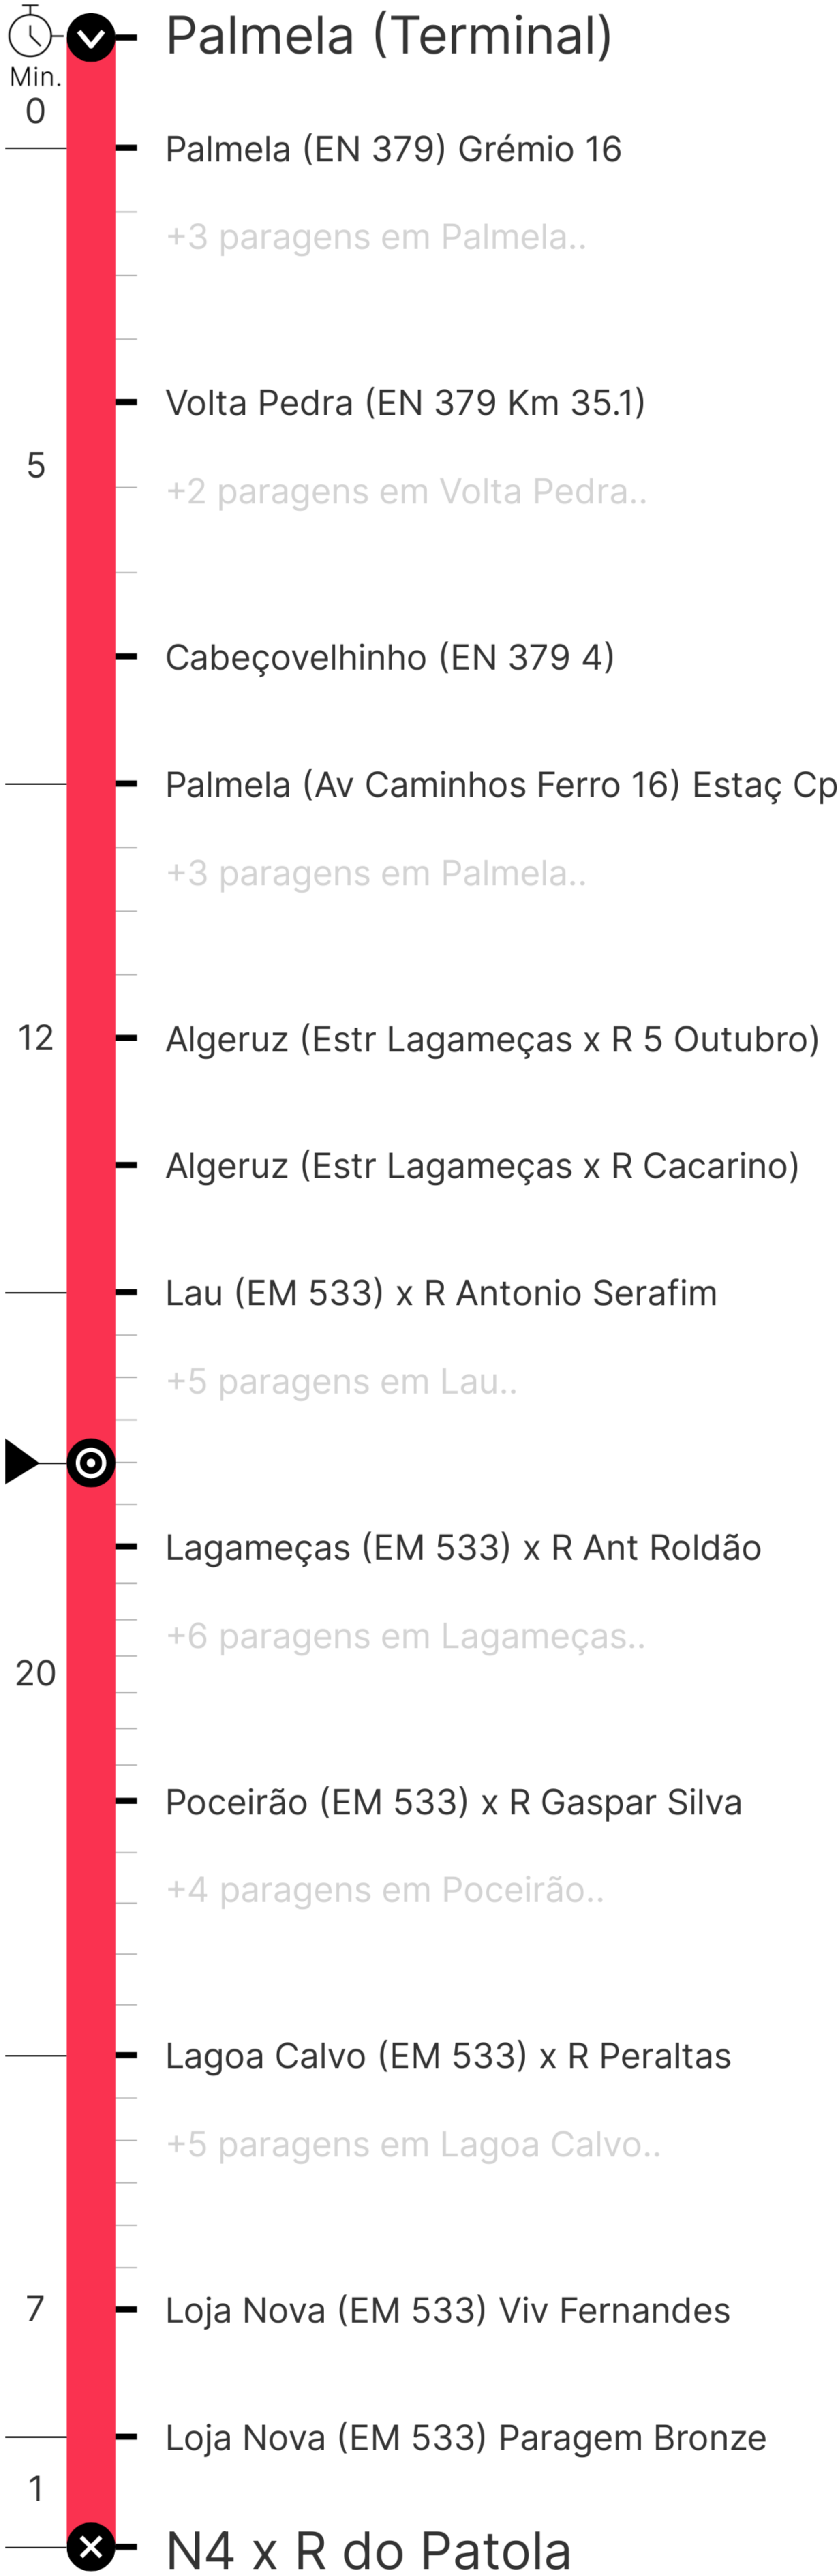 Palmela (Terminal)
Min.
0
Palmela (EN 379) Grémio 16
+3 paragens em Palmela..
Volta Pedra (EN 379 Km 35.1)
5
+2 paragens em Volta Pedra..
Cabeçovelhinho (EN 379 4)
Palmela (Av Caminhos Ferro 16) Estaç Cp
+3 paragens em Palmela..
12
Algeruz (Estr Lagameças x R 5 Outubro)
Algeruz (Estr Lagameças x R Cacarino)
Lau (EM 533) x R Antonio Serafim
+5 paragens em Lau..
Lagameças (EM 533) x R Ant Roldão
+6 paragens em Lagameças..
20
Poceirão (EM 533) x R Gaspar Silva
+4 paragens em Poceirão..
Lagoa Calvo (EM 533) x R Peraltas
+5 paragens em Lagoa Calvo..
7
Loja Nova (EM 533) Viv Fernandes
Loja Nova (EM 533) Paragem Bronze
1
N4 x R do Patola